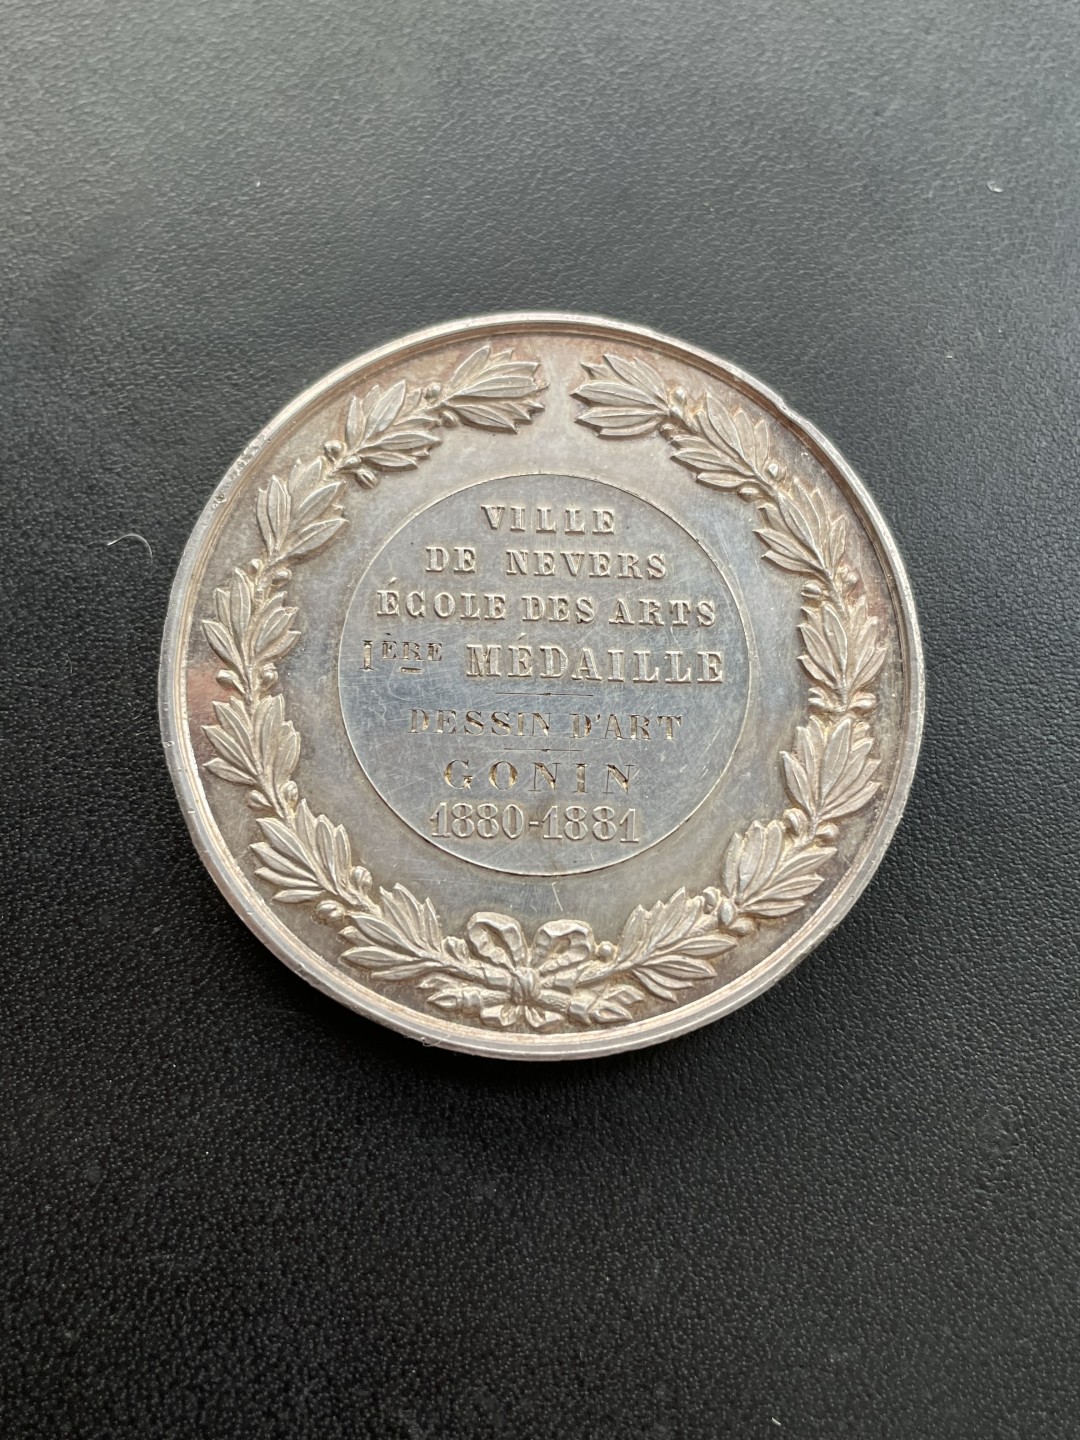 VILLE
DE NEVERS
ÉCOLE DES ARTS
1ÈRE MÉDAILLE
DESSIN D'ART
GONIN
1880-1881